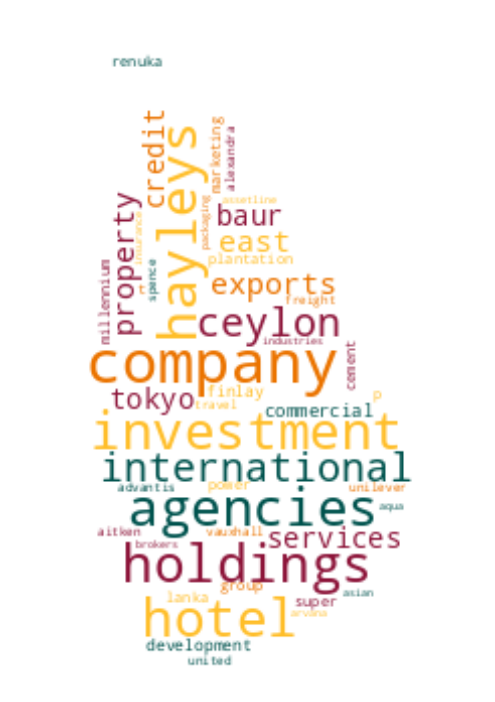 renuka
credit
hayleys
marketing
alexandra
assetline
property
insurance
packaging
baur
east
plantation
millennium
spence
r
exports
freight
ceylon
industries
company
cement
tokyo
finlay
p
travel
commercial
investment
international
advantis
power
unilever
agencies
aqua
aitken
vauxhall
services
brokers
holdings
group
asian
lanka
super
hotel
arvana
development
united